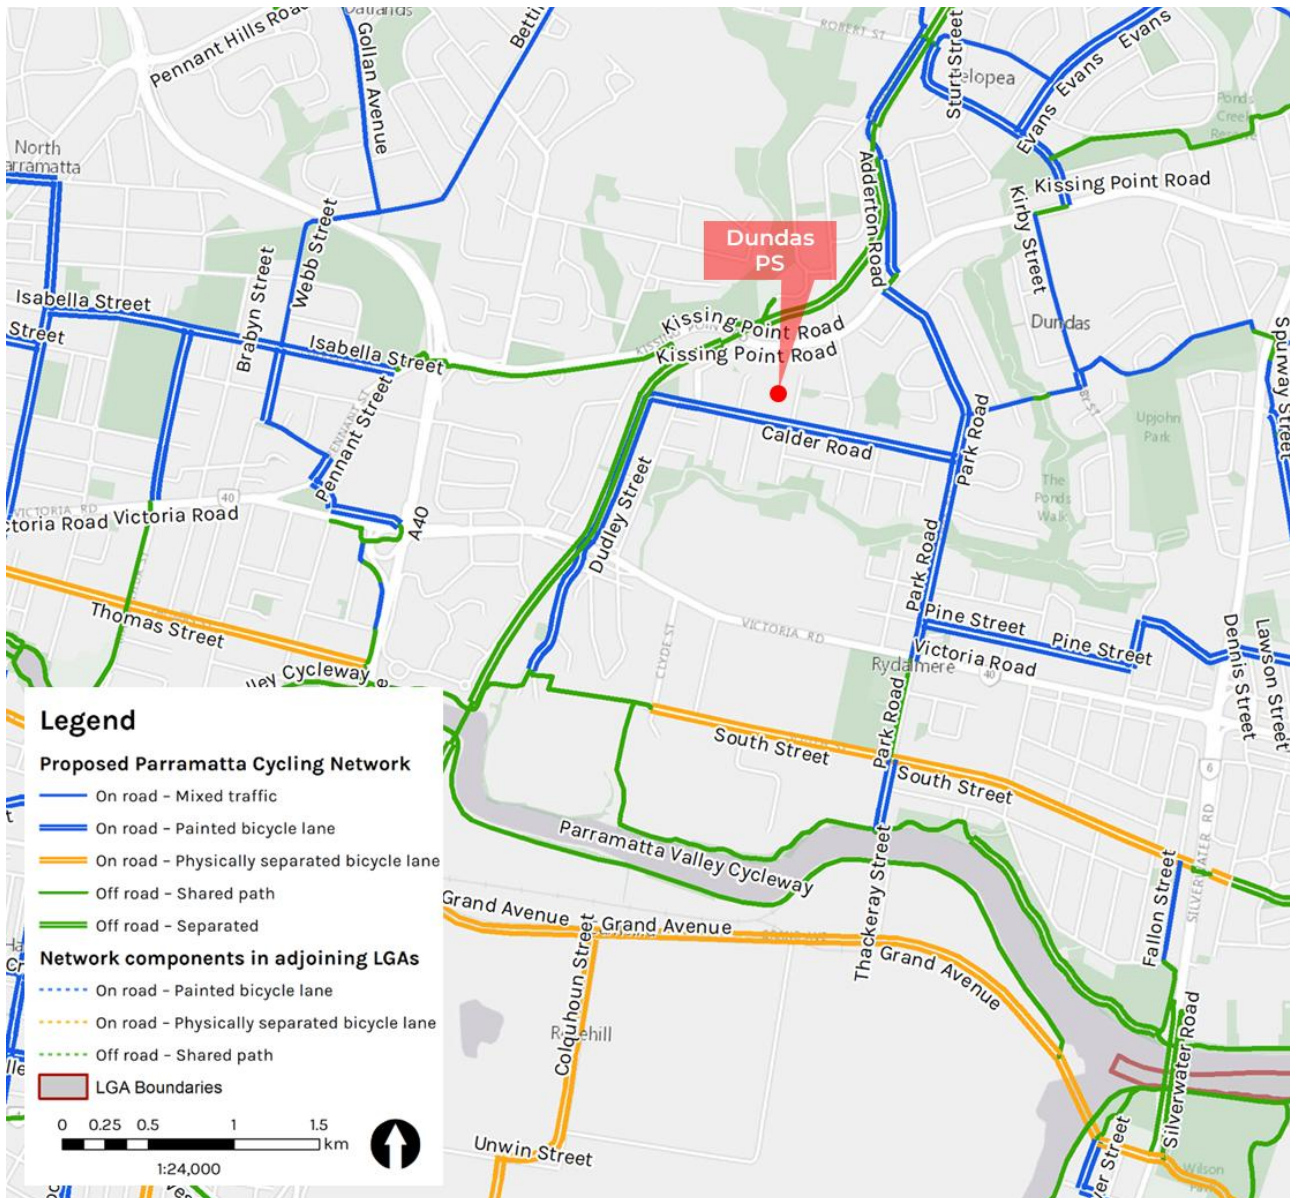 Oatlands
ROBERT ST
Pennant Hills Road
Gollan Avenue
Sturt Street
Evans
Evans
Evans
North
Kissing Point Road
Adderton Road
Kirby Street
Webb Street
Brabyn Street
Dundas
PS
Isabella Street
Street
Isabella Street
Kissing Point Road
Kissing Point Road
Dundas
Spurway Street
Pennant Street
Calder Road
Park Road
Upjohn
Park
The
Ponds
Walk
40
VICTORIA RD
Victoria Road
A40
Dudley Street
Park Road
Thomas Street
CLYDE ST
VICTORIA RD
Pine Street
Pine Street
Victoria Road
40
Rydalmere
Dennis Street
Lawson Street
Cycleway
Park Road
South Street
South Street
6
SILVERWATER RD
Parramatta Valley Cycleway
Thackeray Street
Fallon Street
Grand Avenue
Grand Avenue
Grand Avenue
Colquhoun Street
Silverwater Road
Unwin Street
Wilson
Legend
Proposed Parramatta Cycling Network
On road – Mixed traffic
On road – Painted bicycle lane
On road – Physically separated bicycle lane
Off road – Shared path
Off road – Separated
Network components in adjoining LGAs
On road – Painted bicycle lane
On road – Physically separated bicycle lane
Off road – Shared path
LGA Boundaries
0 0.25 0.5 1 1.5
km
1:24,000